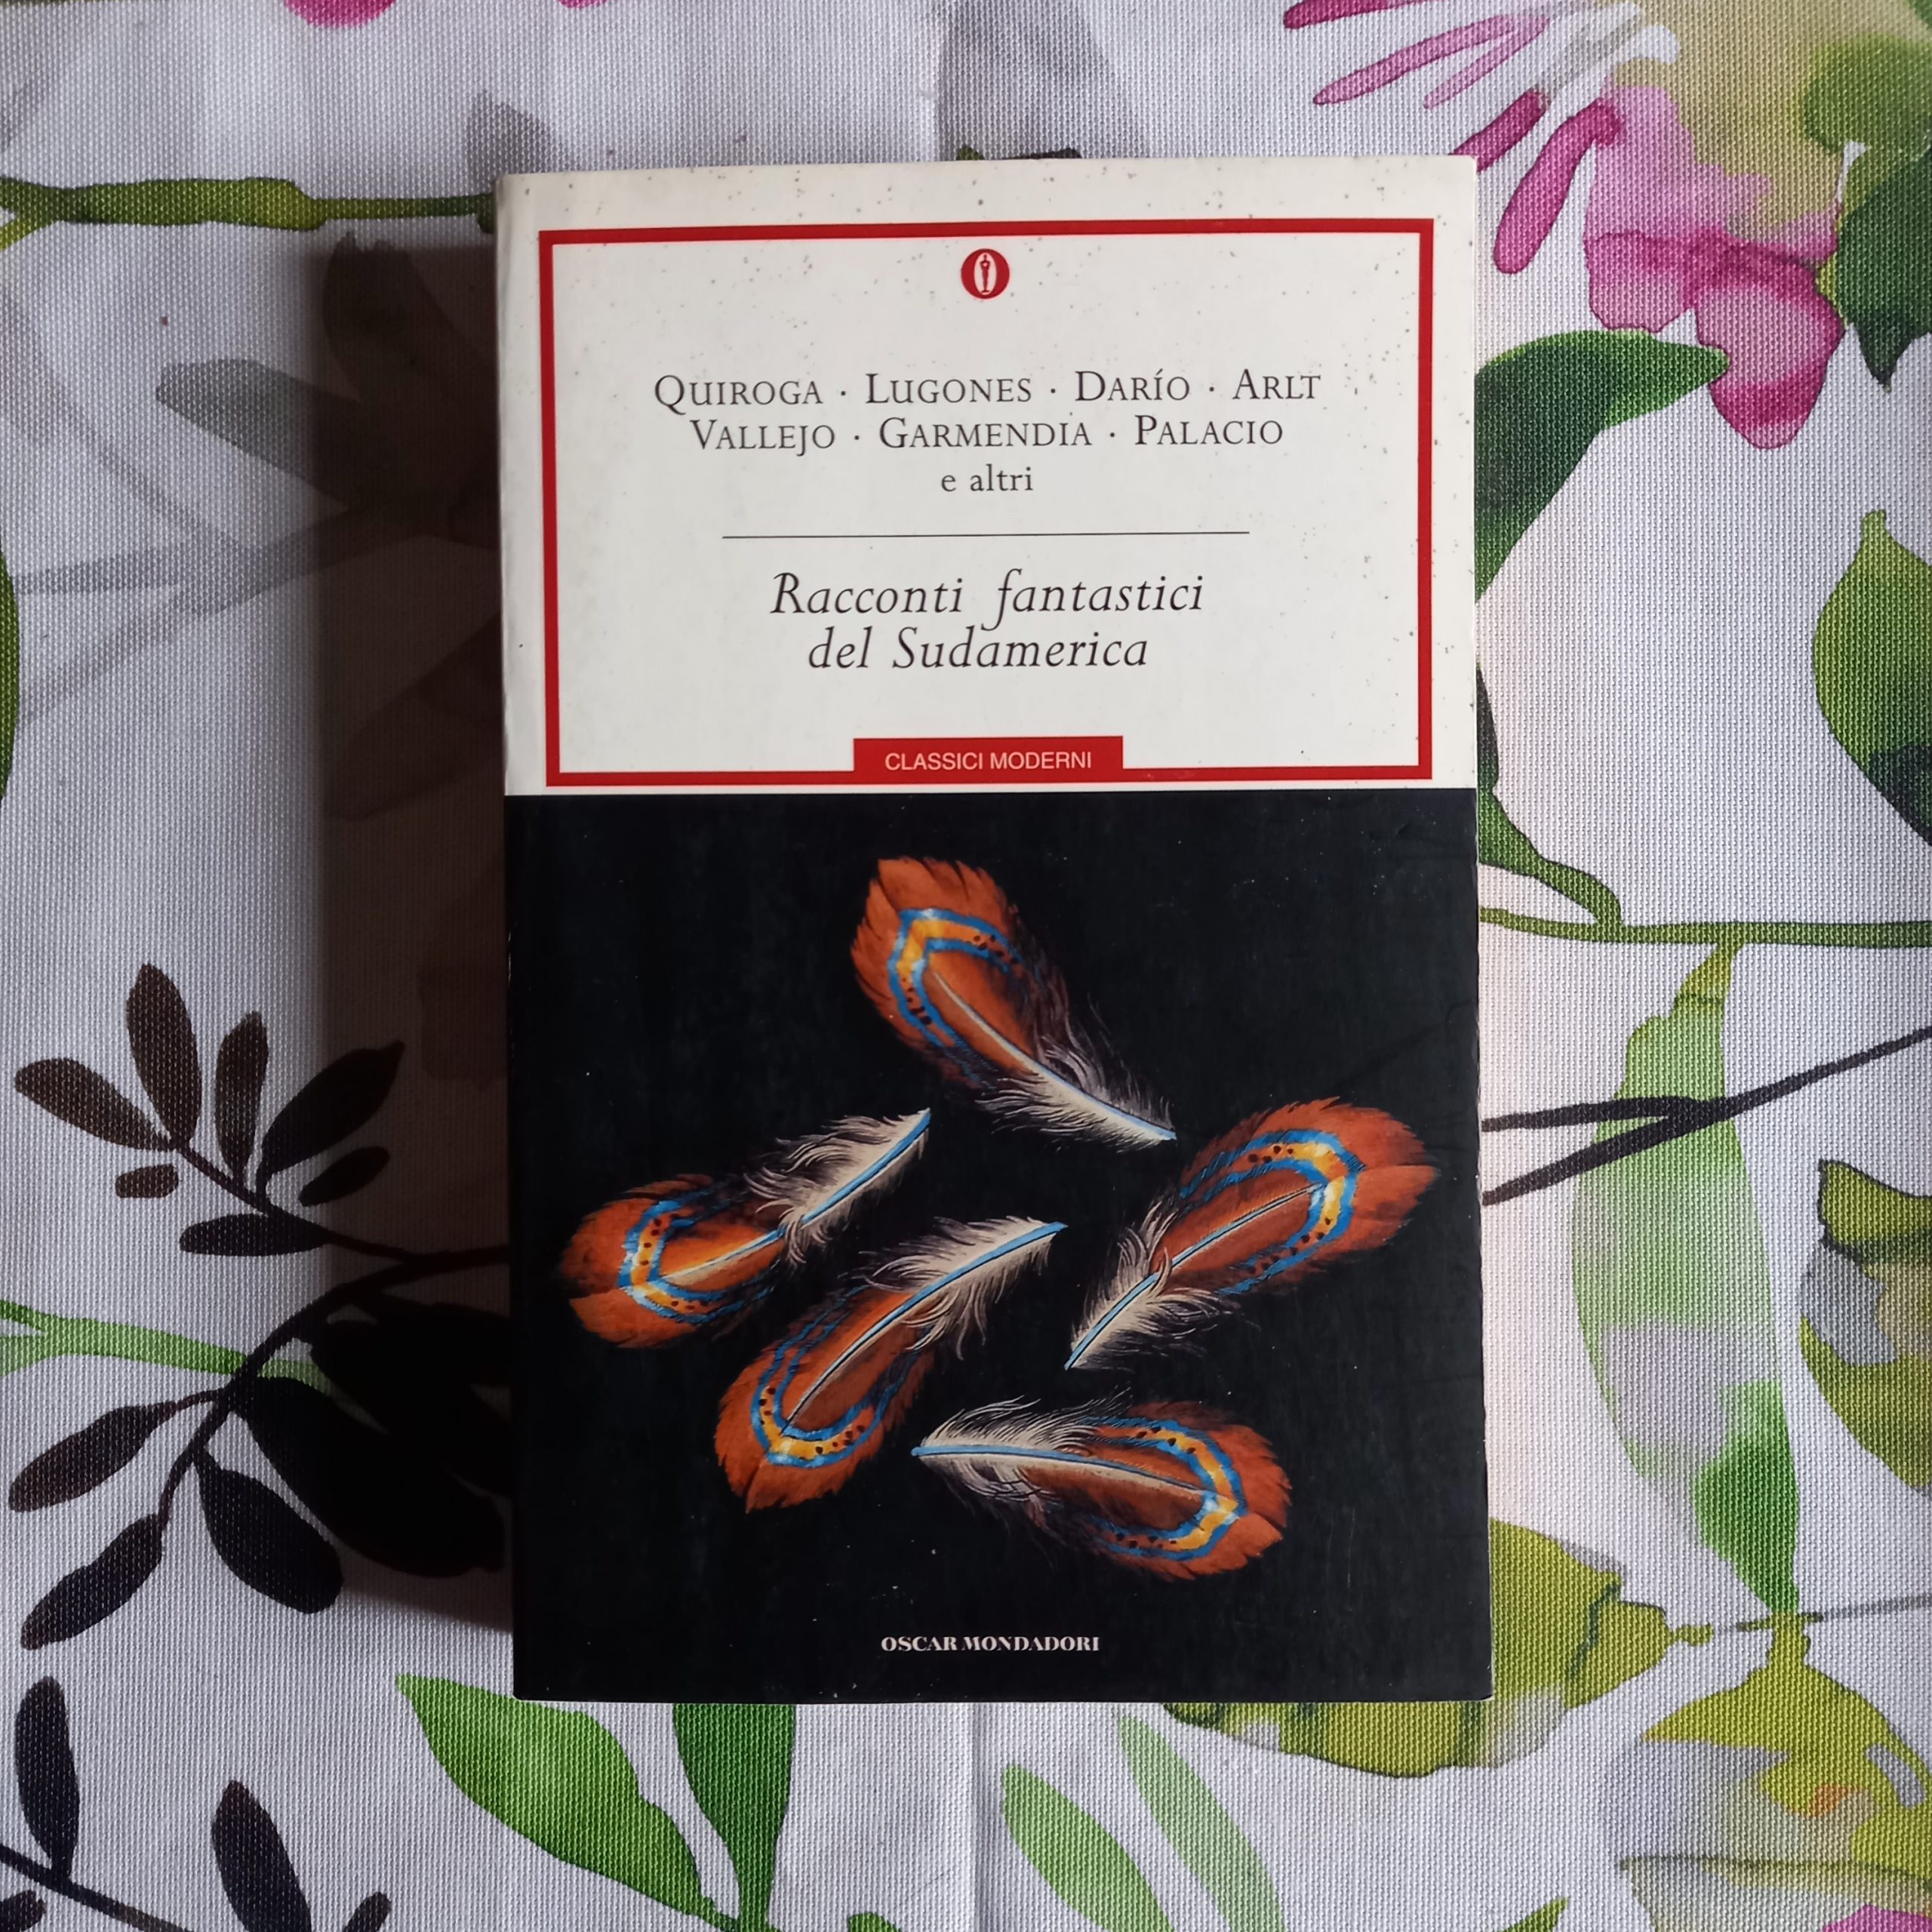 QUIROGA · LUGONES · DARÍO · ARLT
VALLEJO · GARMENDIA · PALACIO
e altri
Racconti fantastici
del Sudamerica
CLASSICI MODERNI
OSCAR MONDADORI